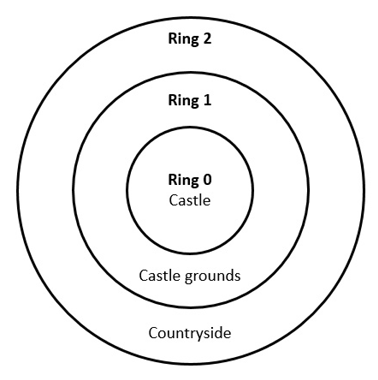 Ring 2
Ring 1
Ring 0
Castle
Castle grounds
Countryside